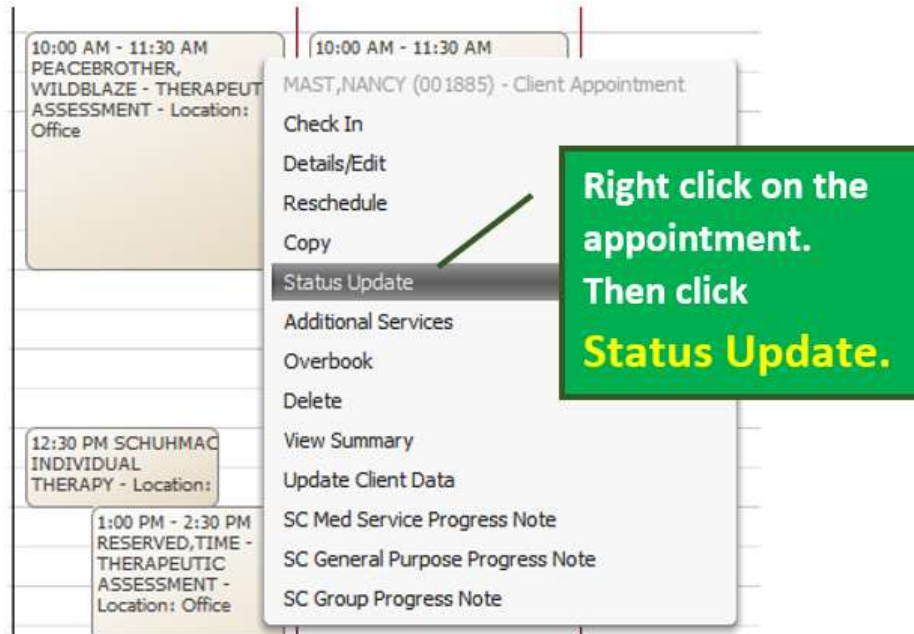 10:00 AM - 11:30 AM
PEACEBROTHER,
WILDBLAZE - THERAPEUT
ASSESSMENT - Location:
Office
10:00 AM - 11:30 AM
MAST,NANCY (001885) - Client Appointment
Check In
Details/Edit
Reschedule
Copy
Status Update
Additional Services
Overbook
Delete
View Summary
Update Client Data
SC Med Service Progress Note
SC General Purpose Progress Note
SC Group Progress Note
Right click on the
appointment.
Then click
Status Update.
12:30 PM SCHUHMAC
INDIVIDUAL
THERAPY - Location:
1:00 PM - 2:30 PM
RESERVED,TIME -
THERAPEUTIC
ASSESSMENT -
Location: Office